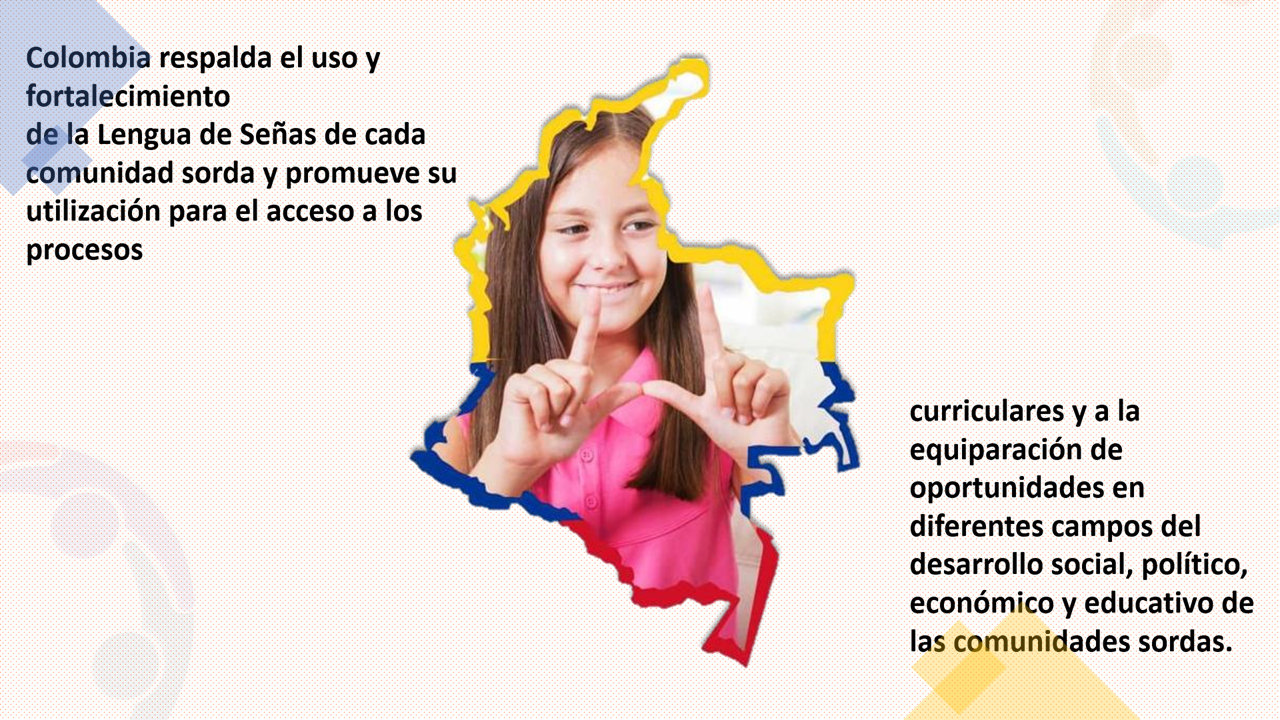 Colombia respalda el uso y
fortalecimiento
de la Lengua de Señas de cada
comunidad sorda y promueve su
utilización para el acceso a los
procesos
curriculares y a la
equiparación de
oportunidades en
diferentes campos del
desarrollo social, político,
económico y educativo de
las comunidades sordas.